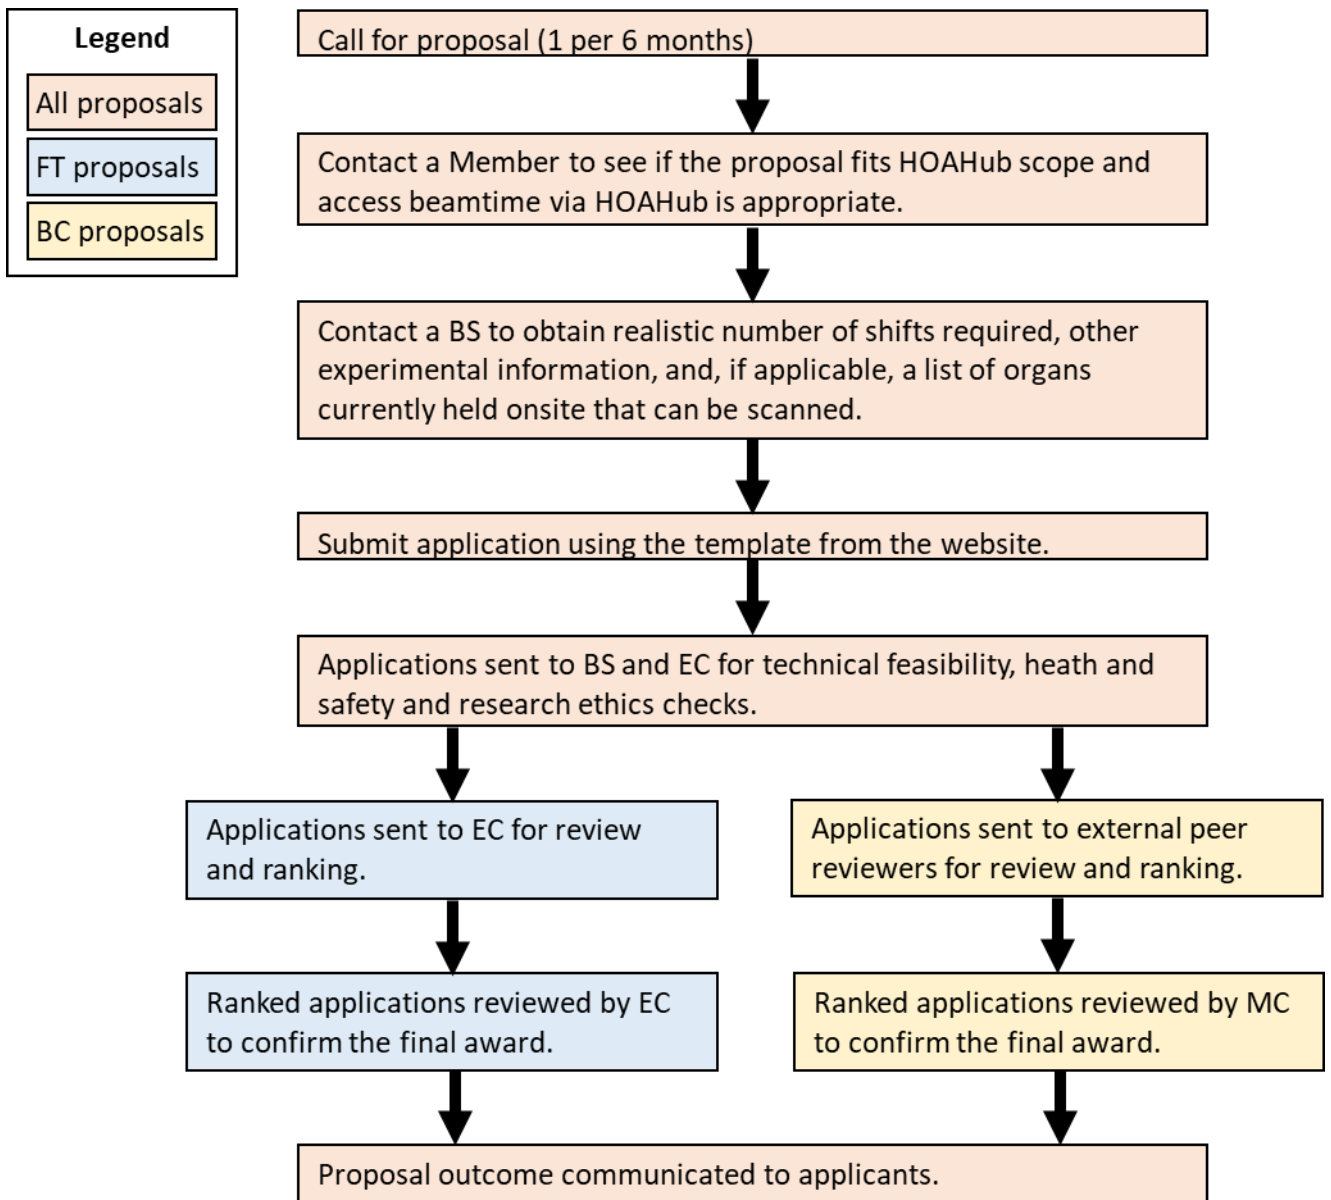 Legend
All proposals
FT proposals
BC proposals
Call for proposal (1 per 6 months)
Contact a Member to see if the proposal fits HOAHub scope and
access beamtime via HOAHub is appropriate.
Contact a BS to obtain realistic number of shifts required, other
experimental information, and, if applicable, a list of organs
currently held onsite that can be scanned.
Submit application using the template from the website.
Applications sent to BS and EC for technical feasibility, heath and
safety and research ethics checks.
Applications sent to EC for review
and ranking.
Applications sent to external peer
reviewers for review and ranking.
Ranked applications reviewed by EC
to confirm the final award.
Ranked applications reviewed by MC
to confirm the final award.
Proposal outcome communicated to applicants.